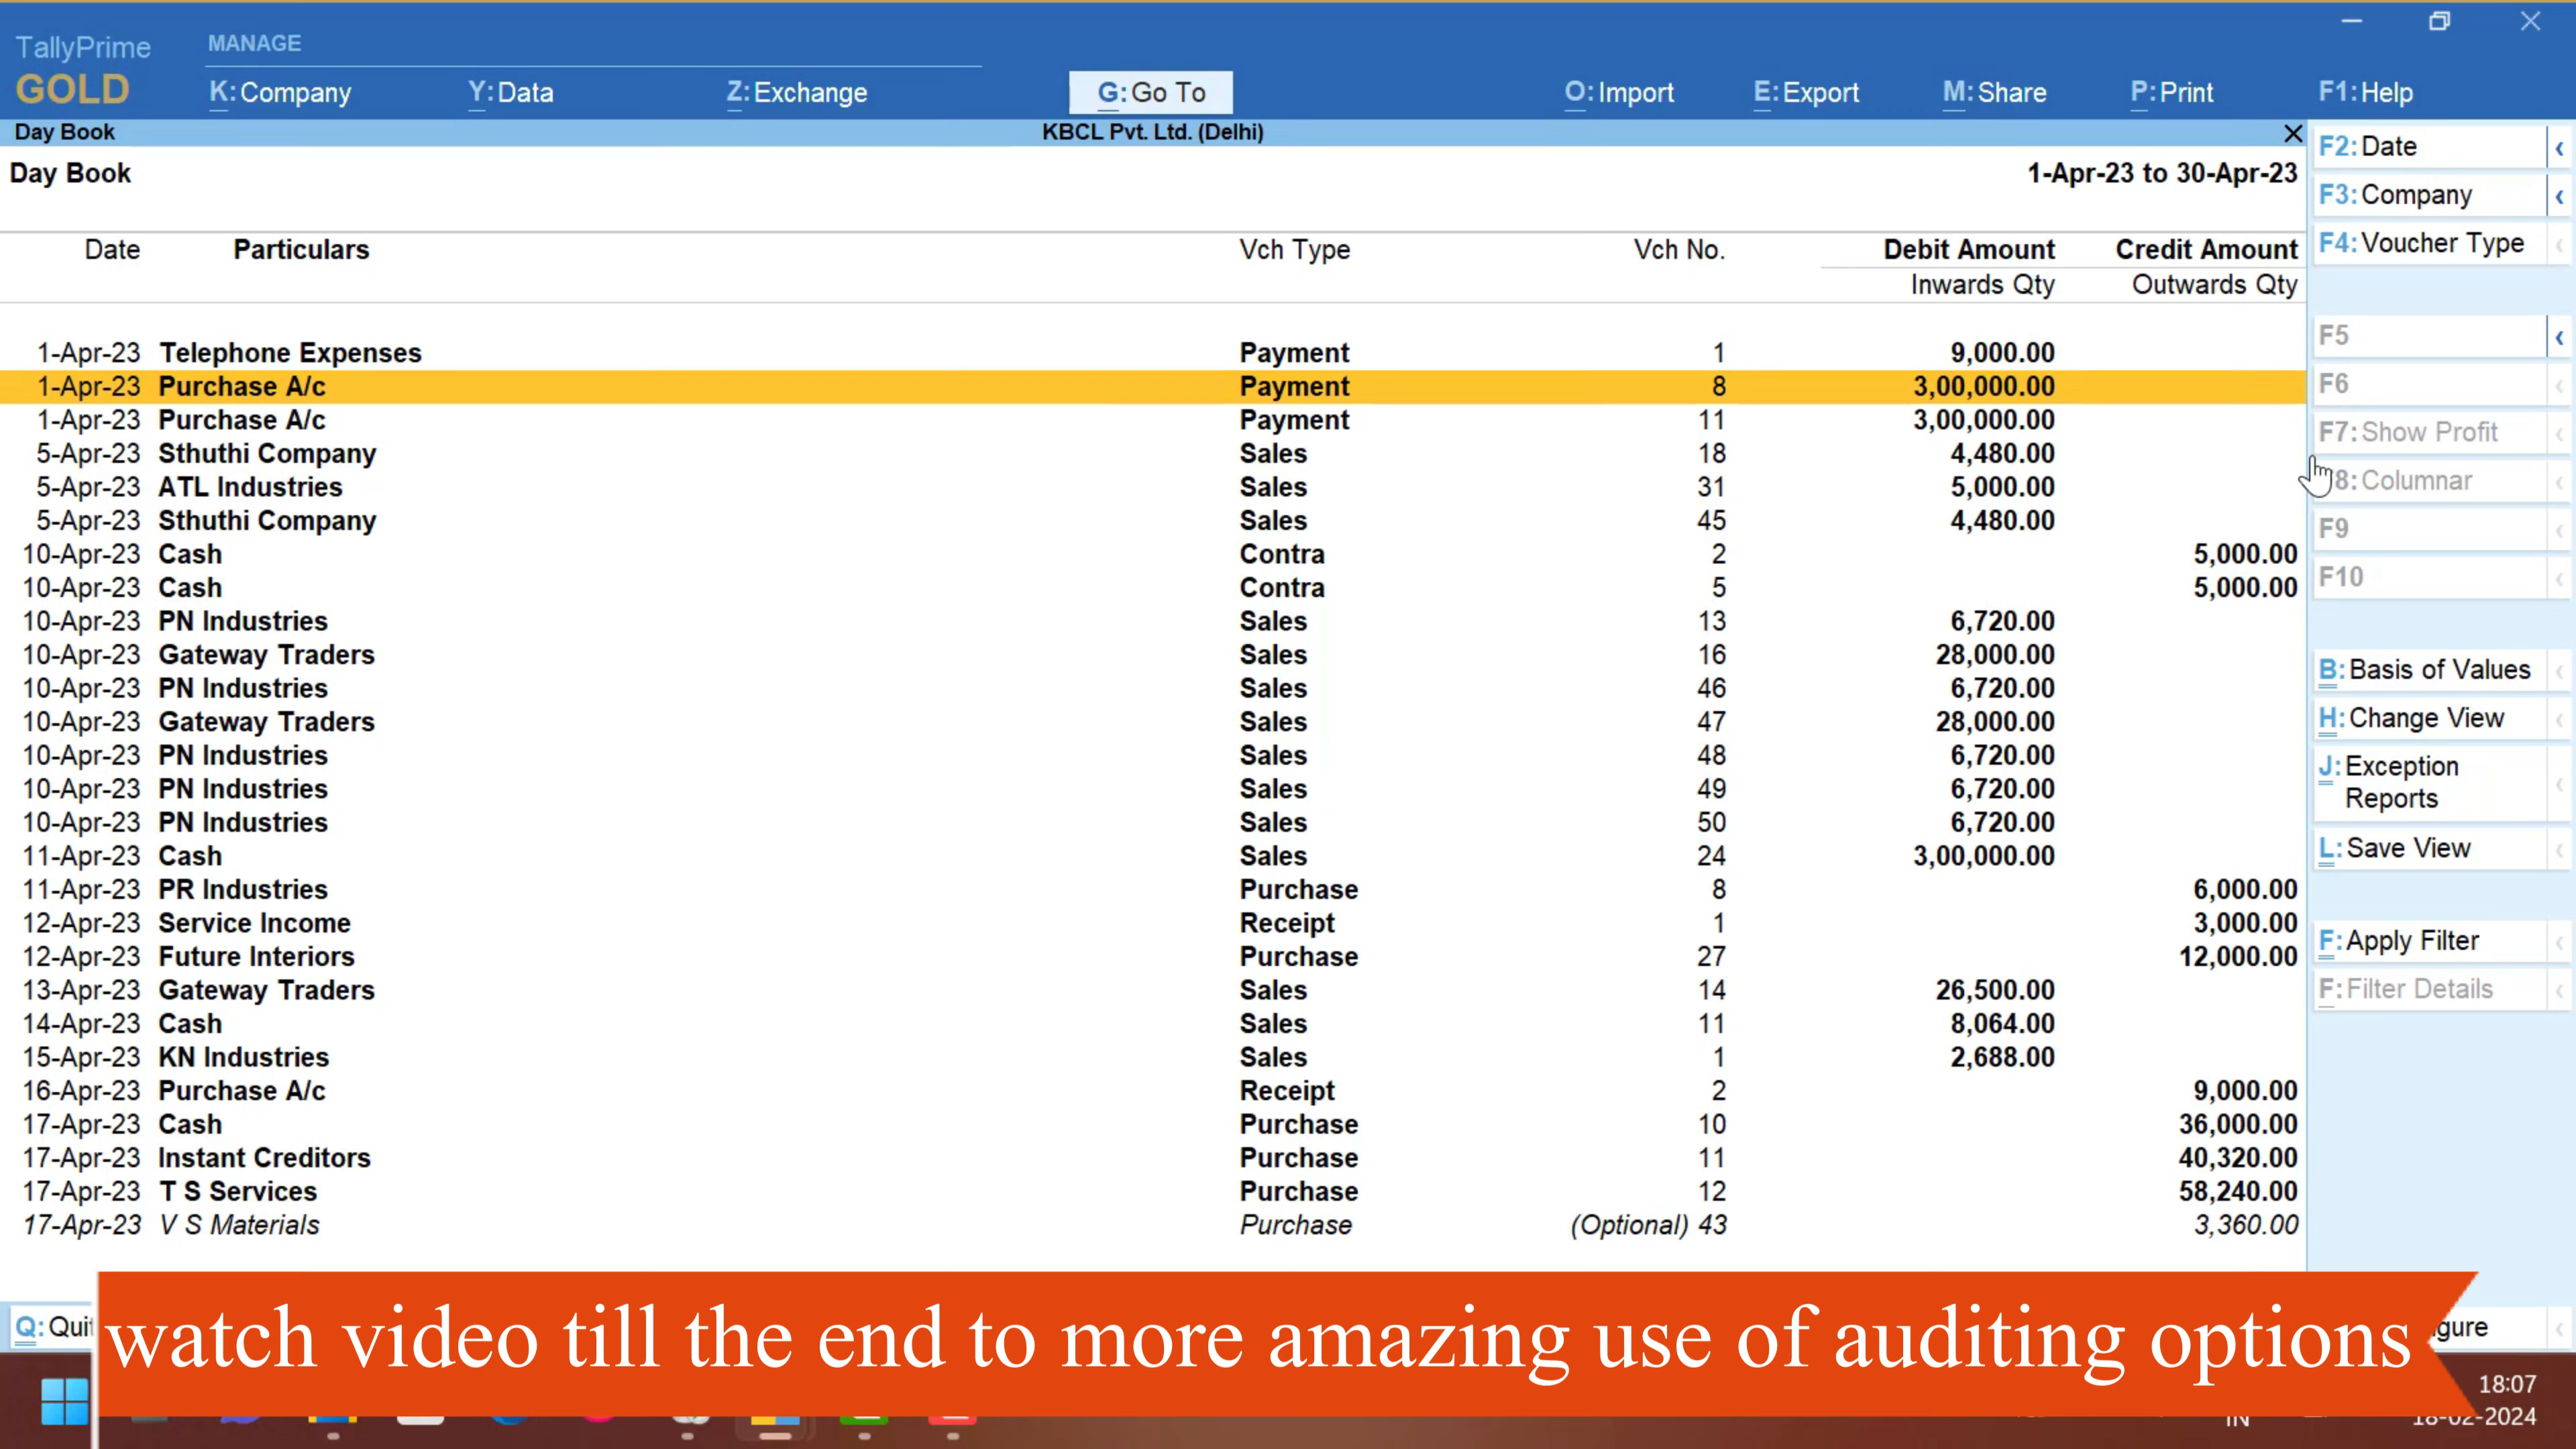 TallyPrime
GOLD
MANAGE
K: Company
Y: Data
Z: Exchange
G: Go To
O: Import
E: Export
M: Share
P: Print
F1: Help
Day Book
KBCL Pvt. Ltd. (Delhi)
Day Book
1-Apr-23 to 30-Apr-23
Date Particulars Vch Type Vch No. Debit Amount Credit Amount
Inwards Qty Outwards Qty
1-Apr-23 Telephone Expenses Payment 1 9,000.00
1-Apr-23 Purchase A/c Payment 8 3,00,000.00
1-Apr-23 Purchase A/c Payment 11 3,00,000.00
5-Apr-23 Sthuthi Company Sales 18 4,480.00
5-Apr-23 ATL Industries Sales 31 5,000.00
5-Apr-23 Sthuthi Company Sales 45 4,480.00
10-Apr-23 Cash Contra 2 5,000.00
10-Apr-23 Cash Contra 5 5,000.00
10-Apr-23 PN Industries Sales 13 6,720.00
10-Apr-23 Gateway Traders Sales 16 28,000.00
10-Apr-23 PN Industries Sales 46 6,720.00
10-Apr-23 Gateway Traders Sales 47 28,000.00
10-Apr-23 PN Industries Sales 48 6,720.00
10-Apr-23 PN Industries Sales 49 6,720.00
10-Apr-23 PN Industries Sales 50 6,720.00
11-Apr-23 Cash Sales 24 3,00,000.00
11-Apr-23 PR Industries Purchase 8 6,000.00
12-Apr-23 Service Income Receipt 1 3,000.00
12-Apr-23 Future Interiors Purchase 27 12,000.00
13-Apr-23 Gateway Traders Sales 14 26,500.00
14-Apr-23 Cash Sales 11 8,064.00
15-Apr-23 KN Industries Sales 1 2,688.00
16-Apr-23 Purchase A/c Receipt 2 9,000.00
17-Apr-23 Cash Purchase 10 36,000.00
17-Apr-23 Instant Creditors Purchase 11 40,320.00
17-Apr-23 T S Services Purchase 12 58,240.00
17-Apr-23 V S Materials Purchase (Optional) 43 3,360.00
F2: Date
F3: Company
F4: Voucher Type
F5
F6
F7: Show Profit
8: Columnar
F9
F10
B: Basis of Values
H: Change View
J: Exception
Reports
L: Save View
F: Apply Filter
F: Filter Details
Q: Quit
gure
watch video till the end to more amazing use of auditing options
18:07
IN
18-02-2024